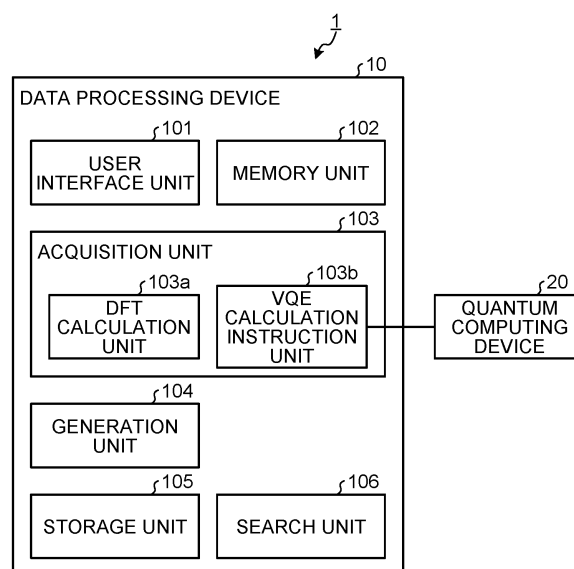 1
10
DATA PROCESSING DEVICE
101
USER
INTERFACE UNIT
102
MEMORY UNIT
103
ACQUISITION UNIT
103a
DFT
CALCULATION
UNIT
103b
VQE
CALCULATION
INSTRUCTION
UNIT
20
QUANTUM
COMPUTING
DEVICE
104
GENERATION
UNIT
105
STORAGE UNIT
106
SEARCH UNIT